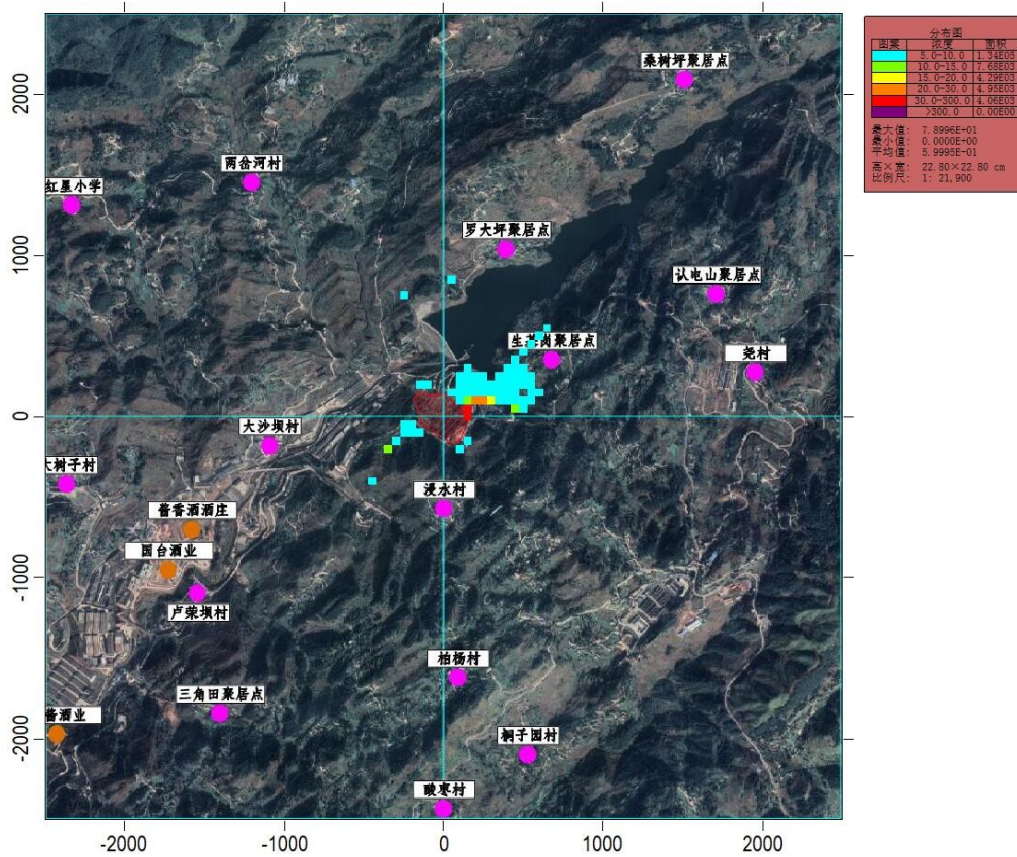 分布图
图案 浓度 面积
5.0-10.0 1.34E05
10.0-15.0 7.68E03
15.0-20.0 4.29E03
20.0-30.0 4.95E03
30.0-300.0 4.06E03
>300.0 0.00E00
最大值: 7.8996E+01
最小值: 0.0000E+00
平均值: 5.9995E-01
高×宽: 22.80×22.80 cm
比例尺: 1: 21,900
桑树坪聚居点
两岔河村
红星小学
罗大坪聚居点
认屯山聚居点
聚居点
尧村
大沙坝村
大树子村
浸水村
酱香酒酒庄
国台酒业
卢荣坝村
柏杨村
三角田聚居点
酱酒业
桐子园村
酸枣村
2000
1000
0
-1000
-2000
-2000
-1000
0
1000
2000